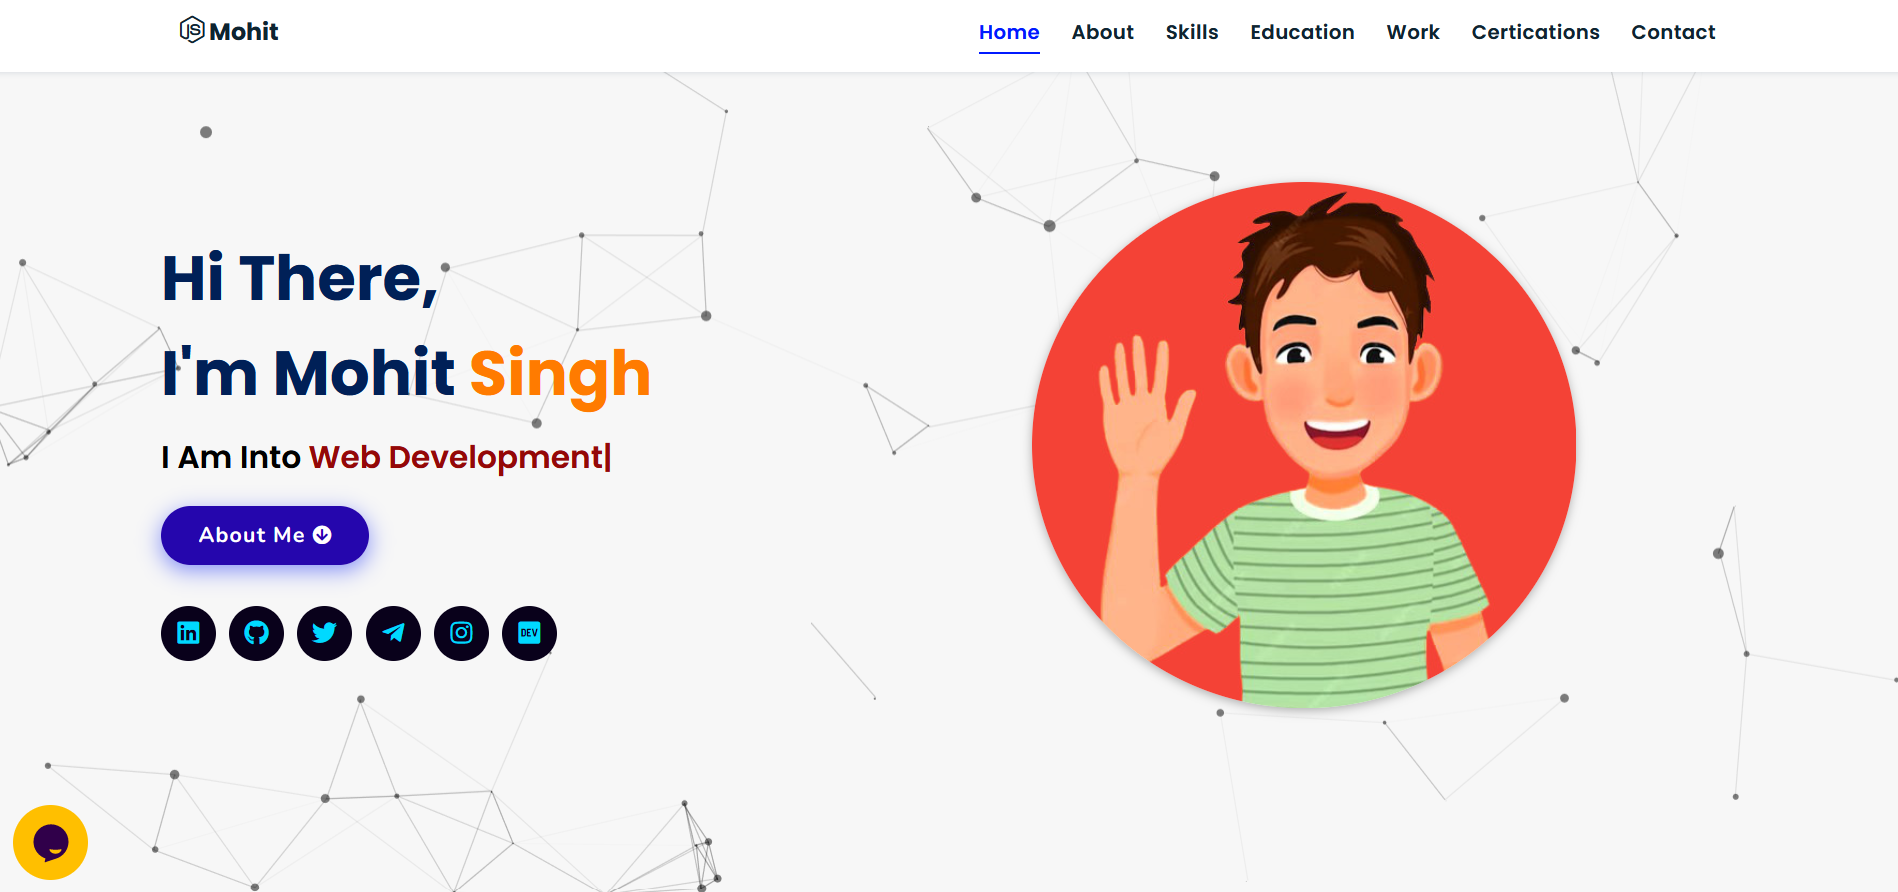 JS Mohit
Home About Skills Education Work Certications Contact
Hi There,
I'm Mohit Singh
I Am Into Web Development|
About Me
in
DEV